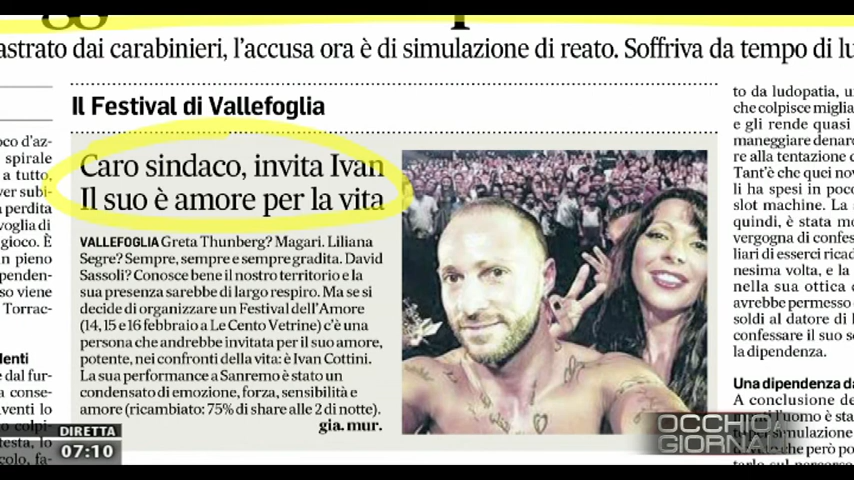 astrato dai carabinieri, l'accusa ora è di simulazione di reato. Soffriva da tempo di lu
Il Festival di Vallefoglia
Caro sindaco, invita Ivan
Il suo è amore per la vita
VALLEFOGLIA Greta Thunberg? Magari. Liliana
Segre? Sempre, sempre e sempre gradita. David
Sassoli? Conosce bene il nostro territorio e la
sua presenza sarebbe di largo respiro. Ma se si
decide di organizzare un Festival dell'Amore
(14, 15 e 16 febbraio a Le Cento Vetrine) c'è una
persona che andrebbe invitata per il suo amore,
potente, nei confronti della vita: è Ivan Cottini.
La sua performance a Sanremo è stato un
condensato di emozione, forza, sensibilità e
amore (ricambiato: 75% di share alle 2 di notte).
gia. mur.
oco d'az-
spirale
a tutto,
ver subi-
a perdita
voglia di
gioco. È
in pieno
pendenso
so viene
Torrac-
denti
e dal fur-
a conse-
venti lo
colpi-
testa, lo
colo, fa-
to da ludopatia, u
che colpisce miglia
e gli rende quasi
maneggiare denaro
re alla tentazione d
Tant'è che quei nov
li ha spesi in poco
slot machine. La
quindi, è stata mo
vergogna di confes
liari di esserci ricad
nesima volta, e la
nella sua ottica d
avrebbe permesso
soldi al datore di l
confessare il suo s
la dipendenza.
Una dipendenza da
A conclusione de
l'uomo è sta
simulazione
che però po
DIRETTA
07:10
OCCHIO
GIORNA